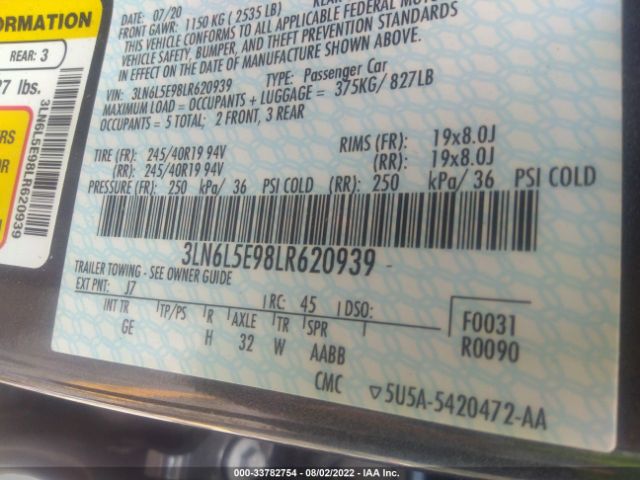 ORMATION
REAR: 3
7 lbs.
ERS
OR
3LN6L5E98LR620939
DATE: 07/20
FRONT GAWR: 1150 KG ( 2535 LB)
THIS VEHICLE CONFORMS TO ALL APPLICABLE FEDERAL MOTOR
VEHICLE SAFETY, BUMPER, AND THEFT PREVENTION STANDARDS
IN EFFECT ON THE DATE OF MANUFACTURE SHOWN ABOVE.
VIN: 3LN6L5E98LR620939 TYPE: Passenger Car
MAXIMUM LOAD = OCCUPANTS + LUGGAGE = 375KG/ 827LB
OCCUPANTS = 5 TOTAL; 2 FRONT, 3 REAR
TIRE (FR): 245/40R19 94V RIMS (FR): 19x8.0J
(RR): 245/40R19 94V (RR): 19x8.0J
PRESSURE (FR): 250 kPa/ 36 PSI COLD (RR): 250 kPa/ 36 PSI COLD
3LN6L5E98LR620939
TRAILER TOWING - SEE OWNER GUIDE
EXT PNT: J7 RC: 45 DSO:
INT TR TP/PS R AXLE TR SPR F0031
GE H 32 W AABB R0090
CMC ▽5U5A-5420472-AA
000-33782754 - 08/02/2022 - IAA Inc.